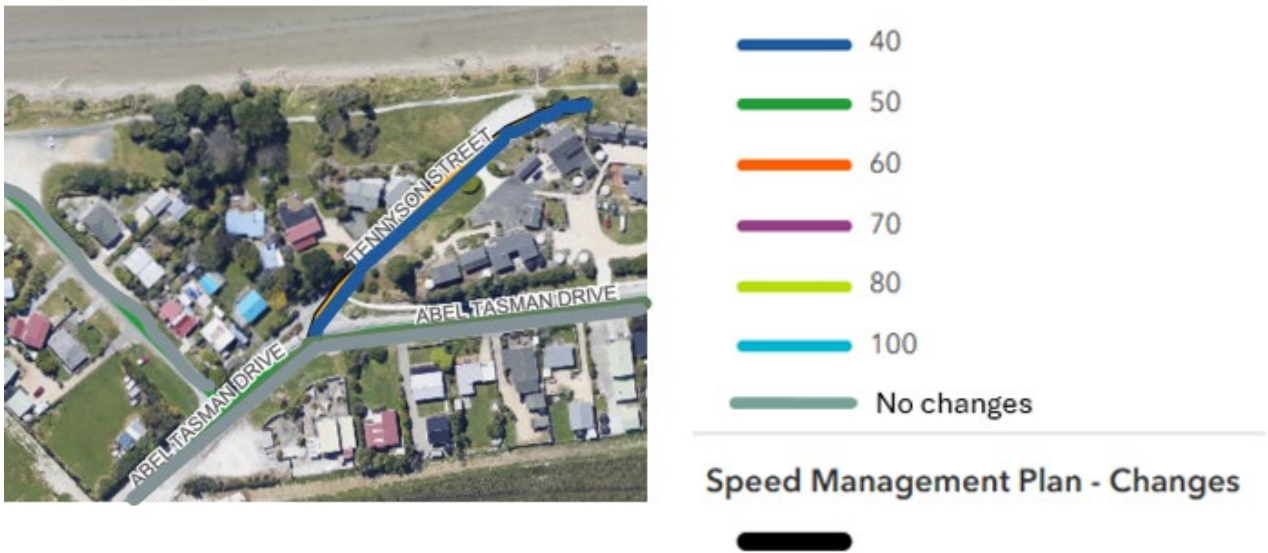 TENNYSON STREET
ABEL TASMAN DRIVE
ABEL TASMAN DRIVE
40
50
60
70
80
100
No changes
Speed Management Plan - Changes